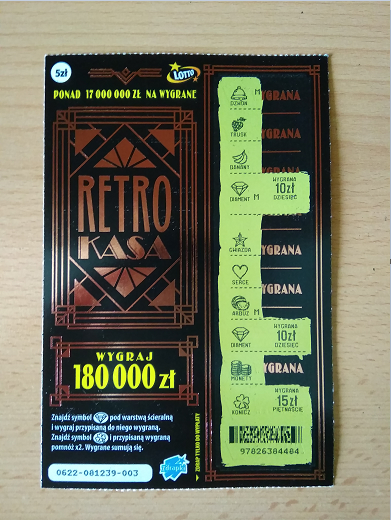 5zł
LOTTO
PONAD 17 000 000 ZŁ NA WYGRANE
RETRO
KASA
WYGRAJ
180 000 zł
Znajdź symbol pod warstwą ścieralną
i wygraj przypisaną do niego wygraną.
Znajdź symbol i przypisaną wygraną
pomnóż x2. Wygrane sumują się.
0622-081239-003
zdrapki
ZDRAP TYLKO DO WYPŁATY
DZWON
WYGRANA
TRUSK
WYGRANA
BANANY
WYGRANA
DIAMENT
WYGRANA
10zł
DZIESIĘĆ
GWIAZDA
WYGRANA
SERCE
WYGRANA
ARBUZ
WYGRANA
DIAMENT
10zł
DZIESIĘĆ
MONETY
WYGRANA
KONICZ
WYGRANA
15zł
PIĘTNAŚCIE
97826384404